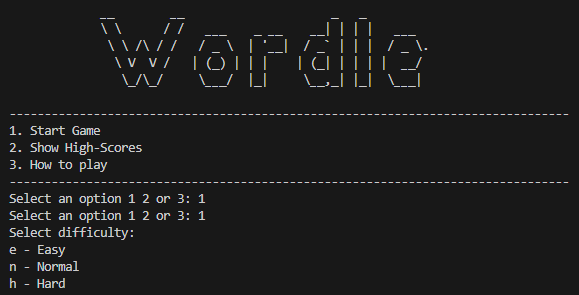 Wordle
1. Start Game
2. Show High-Scores
3. How to play
Select an option 1 2 or 3: 1
Select an option 1 2 or 3: 1
Select difficulty:
e - Easy
n - Normal
h - Hard